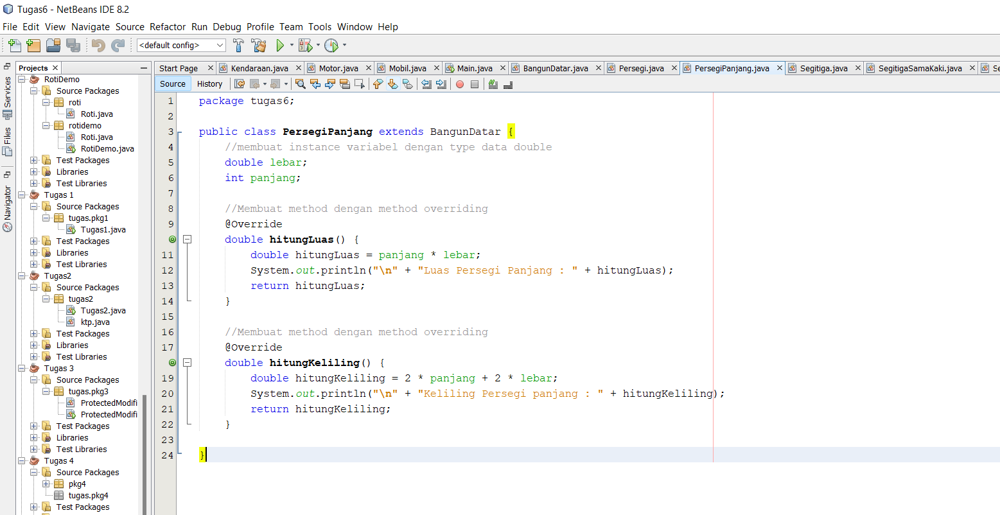 Tugas6 - NetBeans IDE 8.2
File Edit View Navigate Source Refactor Run Debug Profile Team Tools Window Help
<default config>
Services
Files
Navigator
Projects
RotiDemo
Source Packages
roti
Roti.java
rotidemo
Roti.java
RotiDemo.java
Test Packages
Libraries
Test Libraries
Tugas 1
Source Packages
tugas.pkg1
Tugas1.java
Test Packages
Libraries
Test Libraries
Tugas2
Source Packages
tugas2
Tugas2.java
ktp.java
Test Packages
Libraries
Test Libraries
Tugas 3
Source Packages
tugas.pkg3
ProtectedModifi
ProtectedModifi
Test Packages
Libraries
Test Libraries
Tugas 4
Source Packages
pkg4
tugas.pkg4
Test Packages
Start Page Kendaraan.java Motor.java Mobil.java Main.java BangunDatar.java Persegi.java PersegiPanjang.java Segitiga.java SegitigaSamaKaki.java Se
Source History
1 package tugas6;
2
3 public class PersegiPanjang extends BangunDatar {
4 //membuat instance variabel dengan type data double
5 double lebar;
6 int panjang;
7
8 //Membuat method dengan method overriding
9 @Override
double hitungLuas() {
11 double hitungLuas = panjang * lebar;
12 System.out.println("\n" + "Luas Persegi Panjang : " + hitungLuas);
13 return hitungLuas;
14 }
15
16 //Membuat method dengan method overriding
17 @Override
double hitungKeliling() {
19 double hitungKeliling = 2 * panjang + 2 * lebar;
20 System.out.println("\n" + "Keliling Persegi panjang : " + hitungKeliling);
21 return hitungKeliling;
22 }
23
24 }